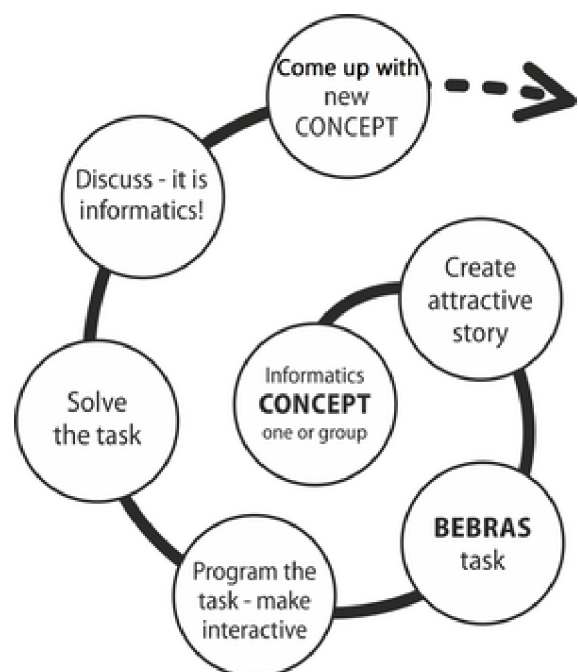 Come up with
new
CONCEPT
Discuss - it is
informatics!
Create
attractive
story
Informatics
CONCEPT
one or group
Solve
the task
BEBRAS
task
Program the
task - make
interactive